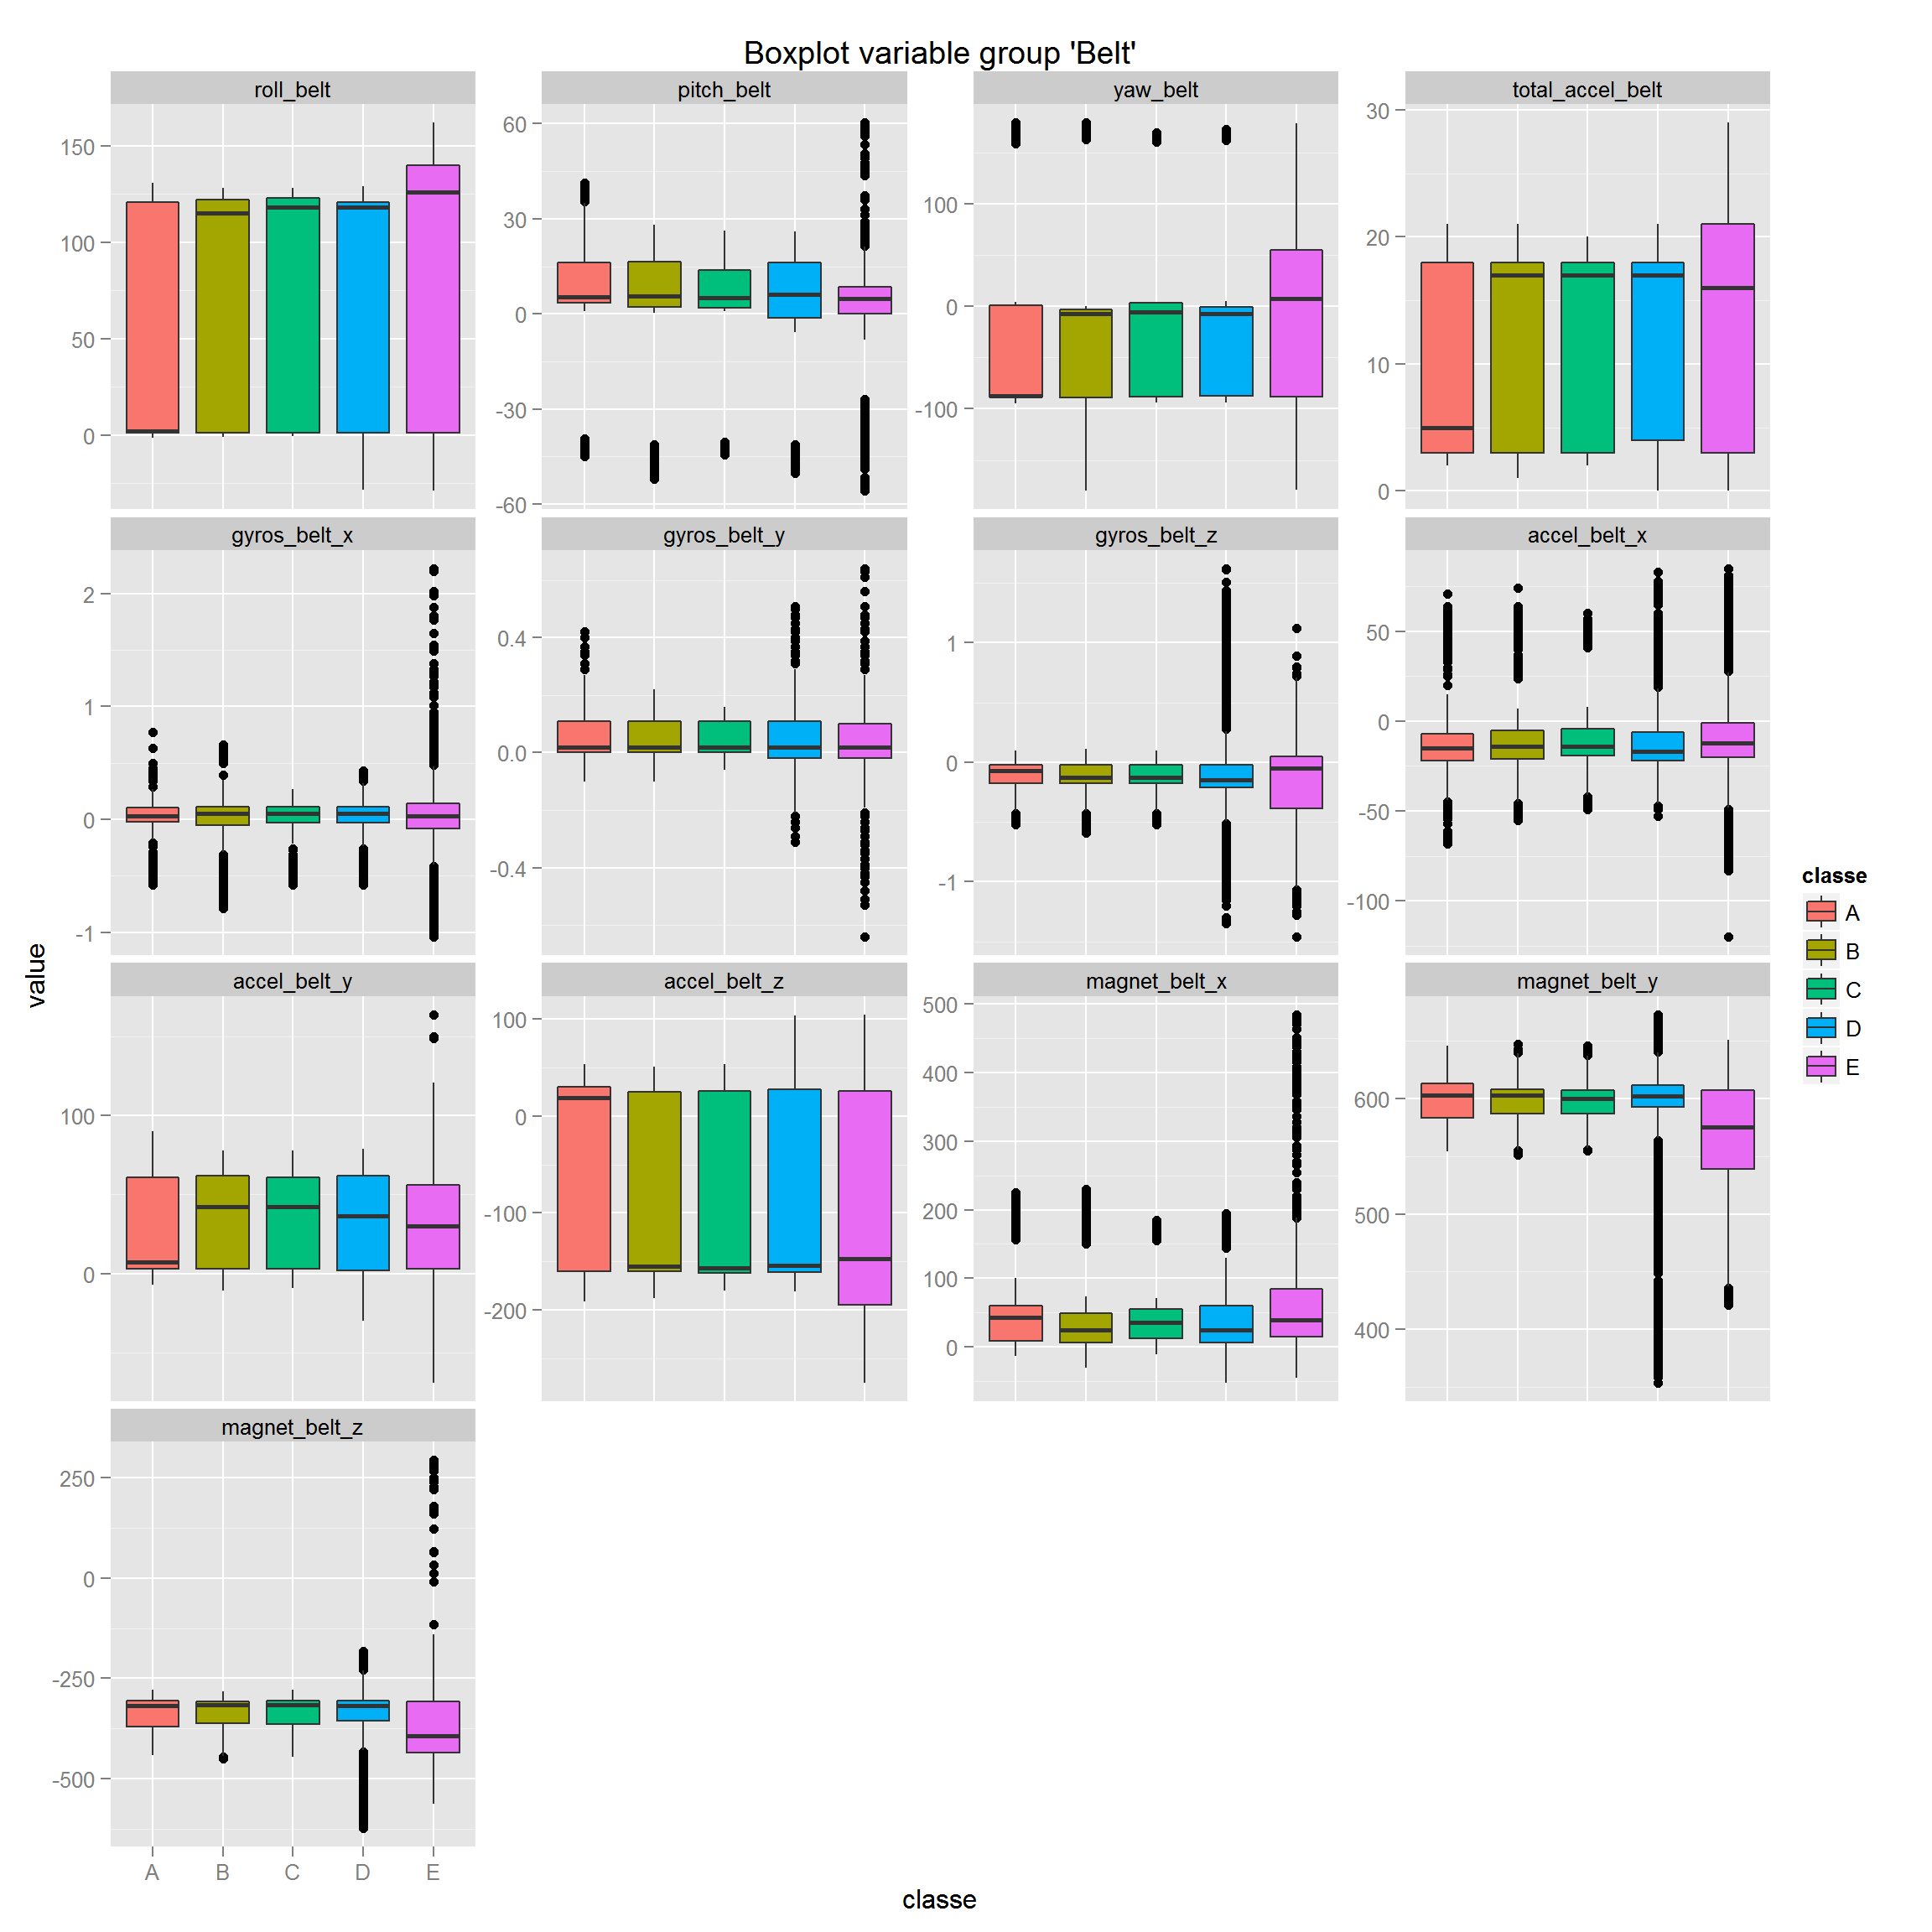 Boxplot variable group 'Belt'
roll_belt
pitch_belt
yaw_belt
total_accel_belt
150
100
50
0
60
30
0
-30
-60
100
0
-100
30
20
10
0
gyros_belt_x
gyros_belt_y
gyros_belt_z
accel_belt_x
2
1
0
-1
0.4
0.0
-0.4
1
0
-1
50
0
-50
-100
accel_belt_y
accel_belt_z
magnet_belt_x
magnet_belt_y
100
0
100
0
-100
-200
500
400
300
200
100
0
600
500
400
magnet_belt_z
250
0
-250
-500
A
B
C
D
E
classe
value
classe
A
B
C
D
E